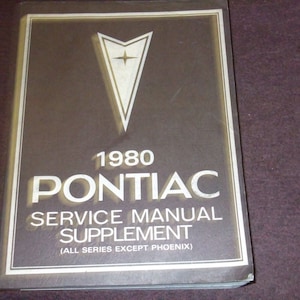 1980
PONTIAC
SERVICE MANUAL
SUPPLEMENT
(ALL SERIES EXCEPT PHOENIX)